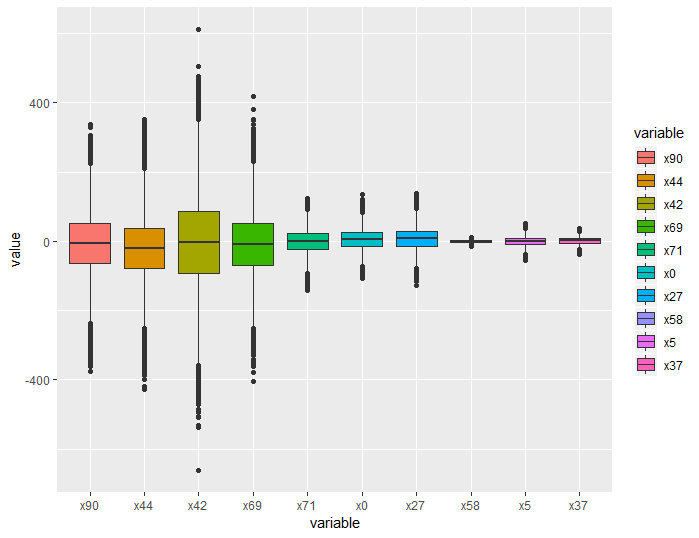 value
400
0
-400
x90 x44 x42 x69 x71 x0 x27 x58 x5 x37
variable
variable
x90
x44
x42
x69
x71
x0
x27
x58
x5
x37